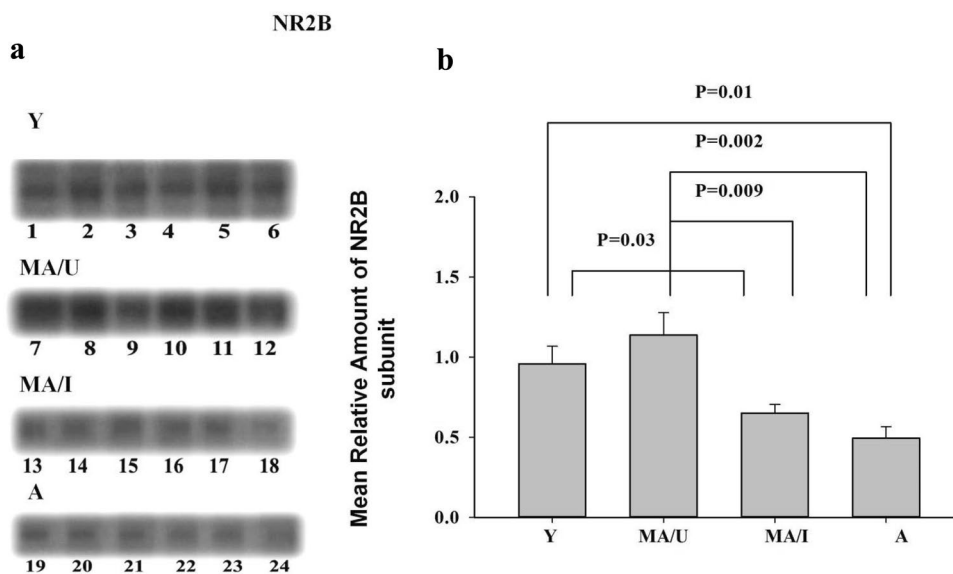 NR2B
a
Y
1 2 3 4 5 6
MA/U
7 8 9 10 11 12
MA/I
13 14 15 16 17 18
A
19 20 21 22 23 24
b
P=0.01
P=0.002
P=0.009
P=0.03
Mean Relative Amount of NR2B
subunit
2.0
1.5
1.0
0.5
0.0
Y MA/U MA/I A